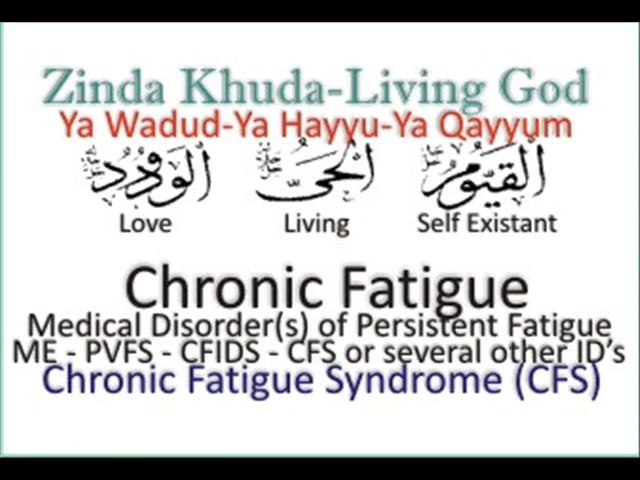 Zinda Khuda-Living God
Ya Wadud-Ya Hayyu-Ya Qayyum
الودود الحي القيوم
Love Living Self Existant
Chronic Fatigue
Medical Disorder(s) of Persistent Fatigue
ME - PVFS - CFIDS - CFS or several other ID's
Chronic Fatigue Syndrome (CFS)